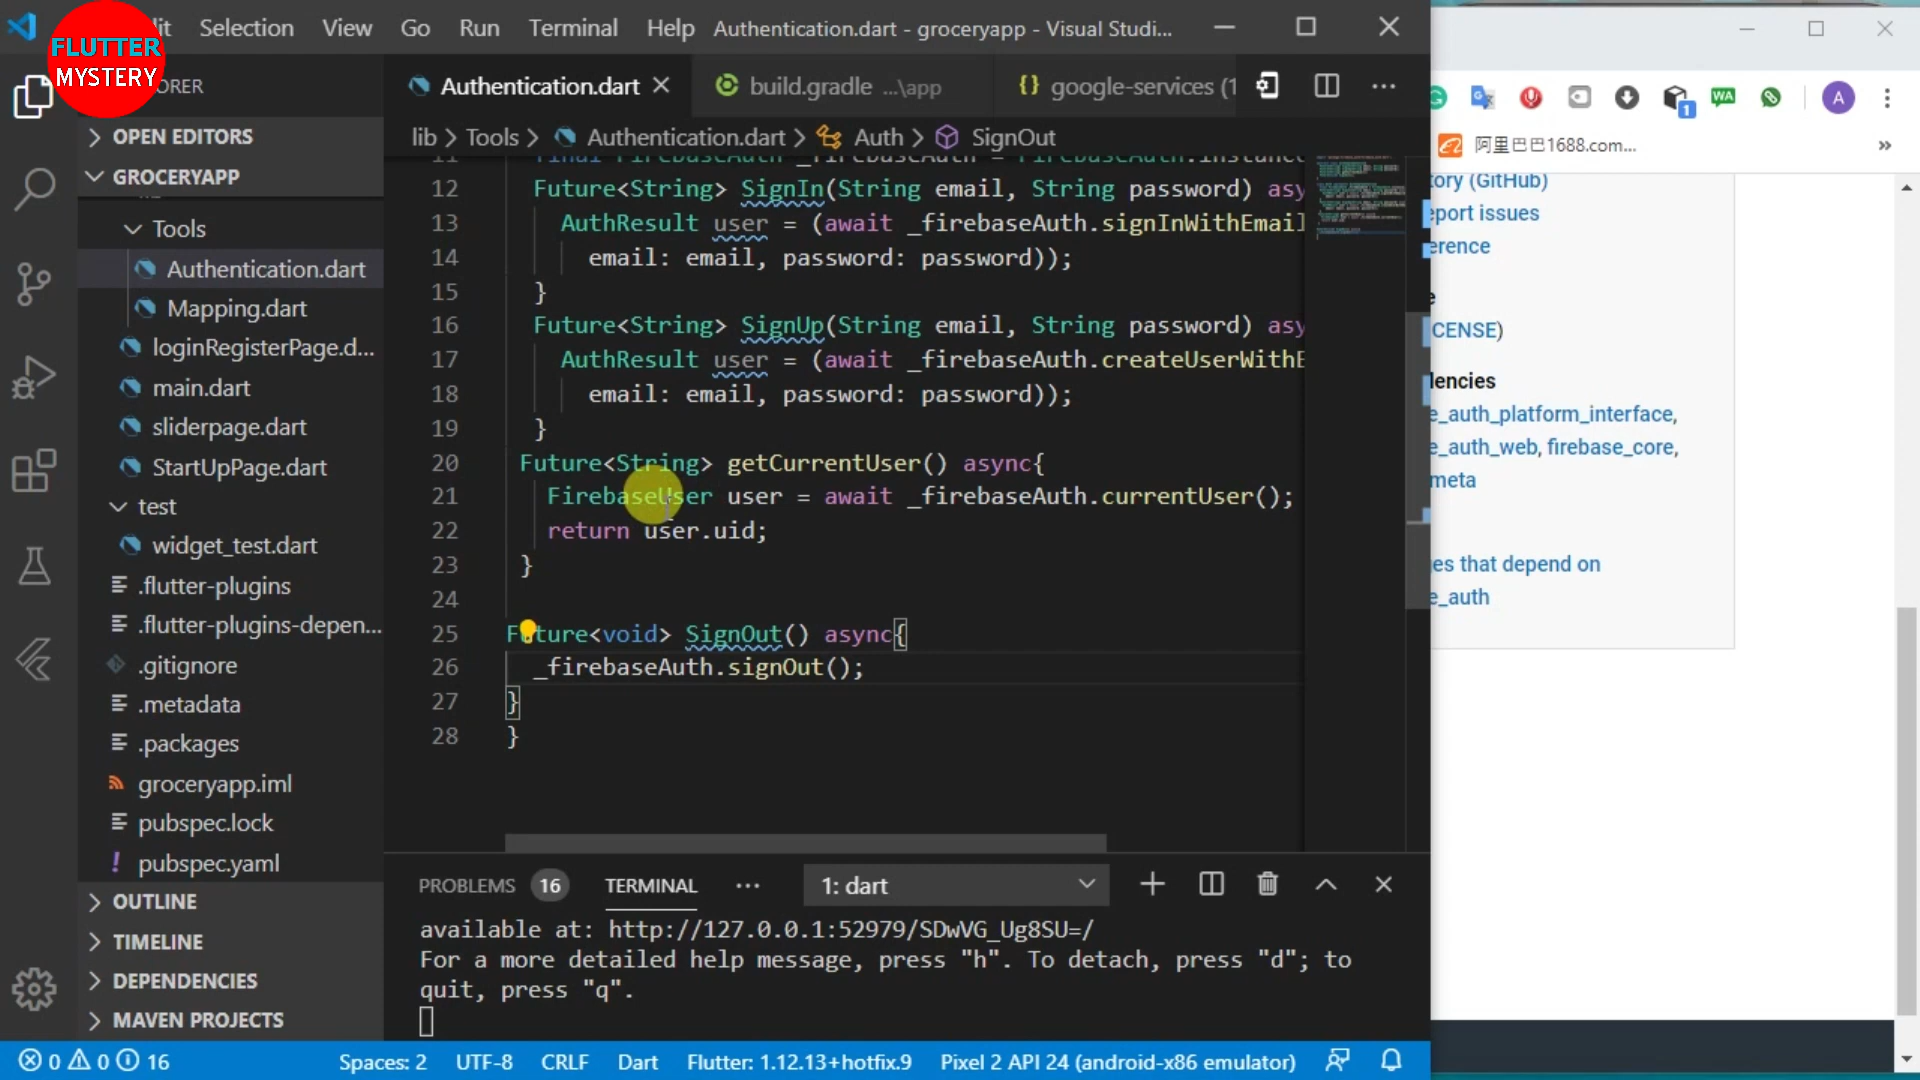 FLUTTER
MYSTERY
Selection View Go Run Terminal Help Authentication.dart - groceryapp - Visual Studi...
Authentication.dart
build.gradle ...\app
{} google-services (1
lib > Tools > Authentication.dart > Auth > SignOut
OPEN EDITORS
GROCERYAPP
Tools
Authentication.dart
Mapping.dart
loginRegisterPage.d...
main.dart
sliderpage.dart
StartUpPage.dart
test
widget_test.dart
.flutter-plugins
.flutter-plugins-depen...
.gitignore
.metadata
.packages
groceryapp.iml
pubspec.lock
pubspec.yaml
OUTLINE
TIMELINE
DEPENDENCIES
MAVEN PROJECTS
12 Future<String> SignIn(String email, String password) asy
13 AuthResult user = (await _firebaseAuth.signInWithEmail
14 email: email, password: password));
15 }
16 Future<String> SignUp(String email, String password) asy
17 AuthResult user = (await _firebaseAuth.createUserWithE
18 email: email, password: password));
19 }
20 Future<String> getCurrentUser() async{
21 FirebaseUser user = await _firebaseAuth.currentUser();
22 return user.uid;
23 }
24
25 Future<void> SignOut() async{
26 _firebaseAuth.signOut();
27 }
28 }
PROBLEMS 16 TERMINAL ... 1: dart
available at: http://127.0.0.1:52979/SDwVG_Ug8SU=/
For a more detailed help message, press "h". To detach, press "d"; to
quit, press "q".
0 0 16 Spaces: 2 UTF-8 CRLF Dart Flutter: 1.12.13+hotfix.9 Pixel 2 API 24 (android-x86 emulator)
1 WA A
阿里巴巴1688.com... »
ory (GitHub)
eport issues
erence
e
CENSE)
lencies
e_auth_platform_interface,
e_auth_web, firebase_core,
meta
es that depend on
e_auth